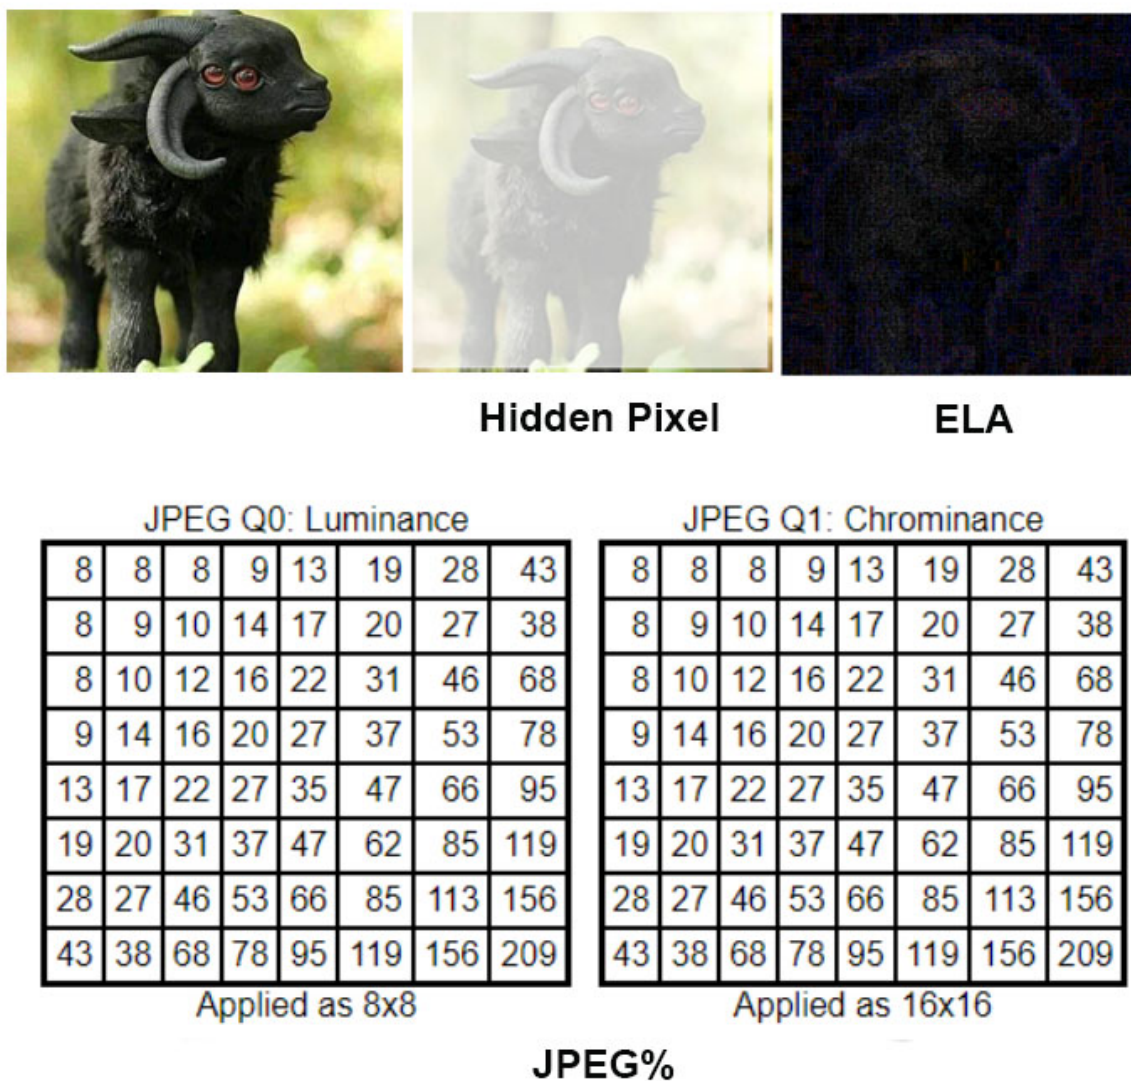 Hidden Pixel
ELA
JPEG Q0: Luminance
8 8 8 9 13 19 28 43
8 9 10 14 17 20 27 38
8 10 12 16 22 31 46 68
9 14 16 20 27 37 53 78
13 17 22 27 35 47 66 95
19 20 31 37 47 62 85 119
28 27 46 53 66 85 113 156
43 38 68 78 95 119 156 209
Applied as 8x8
JPEG Q1: Chrominance
8 8 8 9 13 19 28 43
8 9 10 14 17 20 27 38
8 10 12 16 22 31 46 68
9 14 16 20 27 37 53 78
13 17 22 27 35 47 66 95
19 20 31 37 47 62 85 119
28 27 46 53 66 85 113 156
43 38 68 78 95 119 156 209
Applied as 16x16
JPEG%